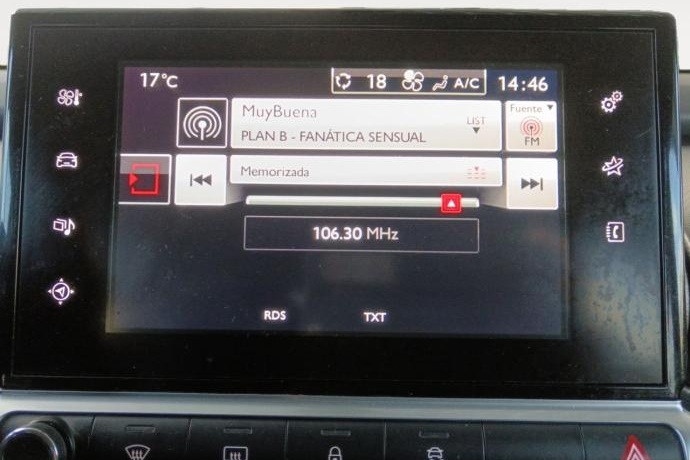 17°C 18 A/C 14:46
MuyBuena
PLAN B - FANÁTICA SENSUAL
LIST
Fuente
FM
Memorizada
106.30 MHz
RDS TXT